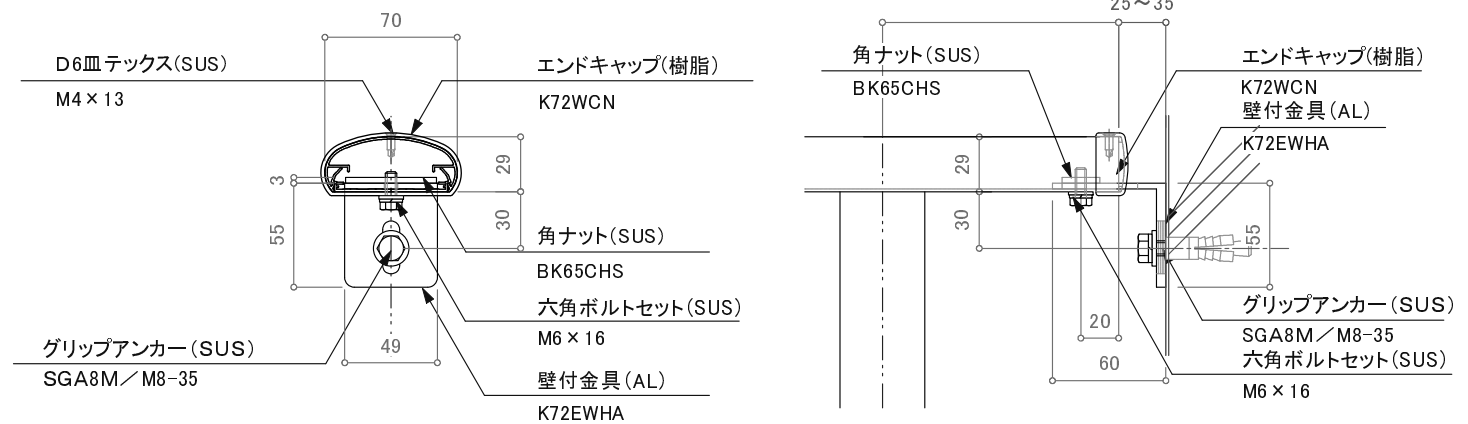 70
D6皿テックス(SUS)
M4×13
エンドキャップ(樹脂)
K72WCN
29
3
30
55
角ナット(SUS)
BK65CHS
六角ボルトセット(SUS)
M6×16
グリップアンカー(SUS)
SGA8M／M8-35
49
壁付金具(AL)
K72EWHA
25〜35
角ナット(SUS)
BK65CHS
エンドキャップ(樹脂)
K72WCN
壁付金具(AL)
K72EWHA
29
30
55
20
60
グリップアンカー(SUS)
SGA8M／M8-35
六角ボルトセット(SUS)
M6×16